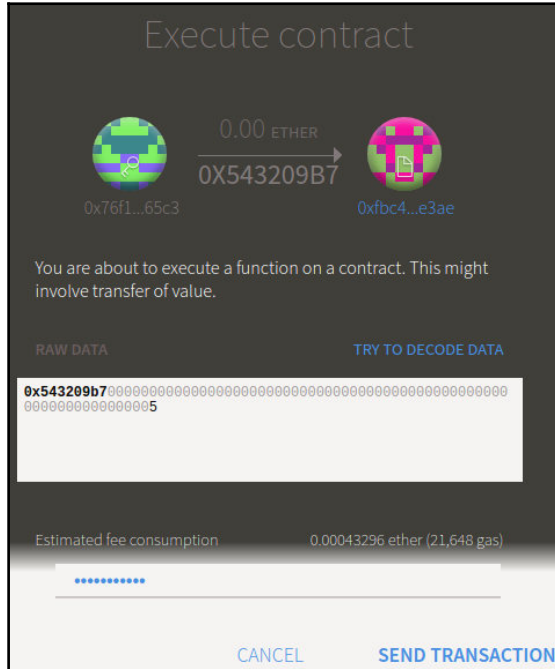 Execute contract
0.00 ETHER
0X543209B7
0x76f1...65c3 0xfbc4...e3ae
You are about to execute a function on a contract. This might
involve transfer of value.
RAW DATA TRY TO DECODE DATA
0x543209b7000000000000000000000000000000000000000000000000
0000000000000005
Estimated fee consumption 0.00043296 ether (21,648 gas)
CANCEL SEND TRANSACTION